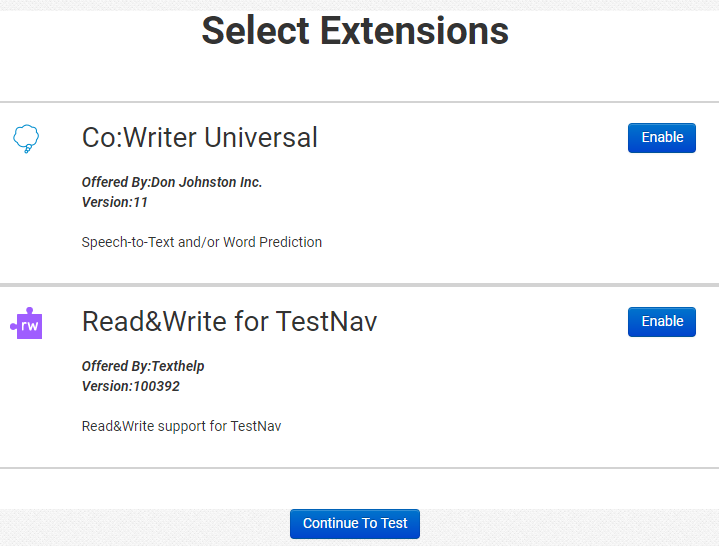 Select Extensions
Co:Writer Universal
Enable
Offered By:Don Johnston Inc.
Version:11
Speech-to-Text and/or Word Prediction
rw
Read&Write for TestNav
Enable
Offered By:Texthelp
Version:100392
Read&Write support for TestNav
Continue To Test